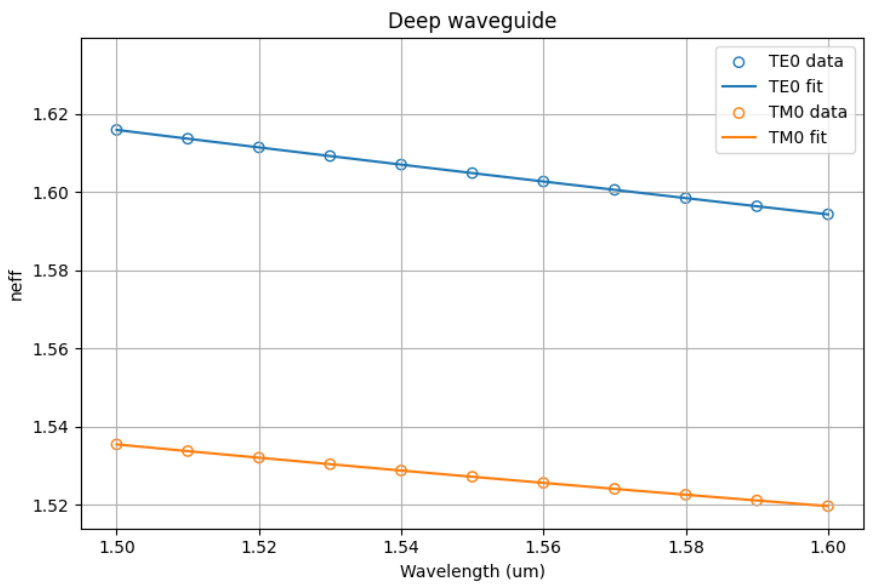 Deep waveguide
TE0 data
TE0 fit
TM0 data
TM0 fit
neff
1.62
1.60
1.58
1.56
1.54
1.52
1.50 1.52 1.54 1.56 1.58 1.60
Wavelength (um)